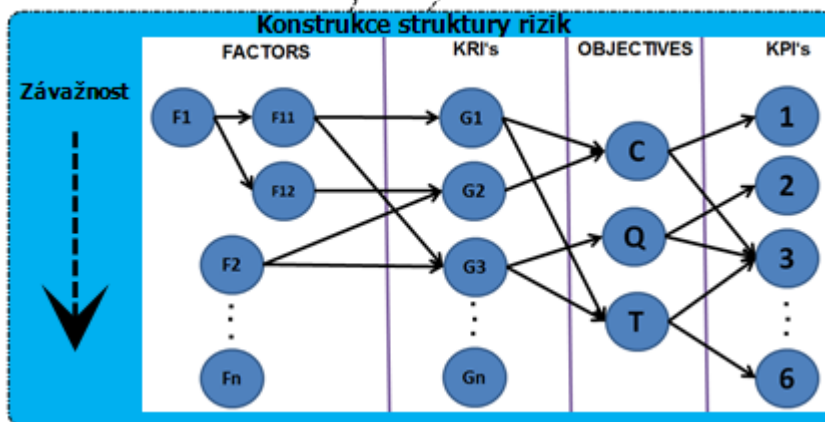 Konstrukce struktury rizik
FACTORS KRI's OBJECTIVES KPI's
Závažnost
F1 F11 G1 1
C
F12 G2 2
Q
F2 G3 3
T
Fn Gn 6